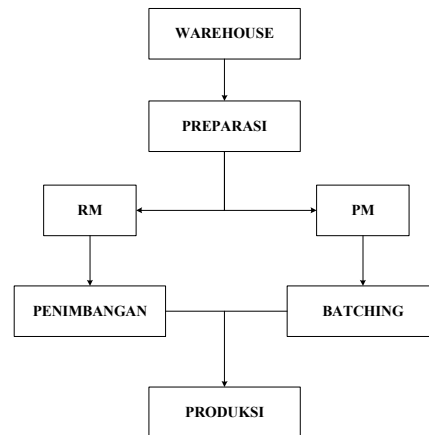 WAREHOUSE
PREPARASI
RM
PM
PENIMBANGAN
BATCHING
PRODUKSI